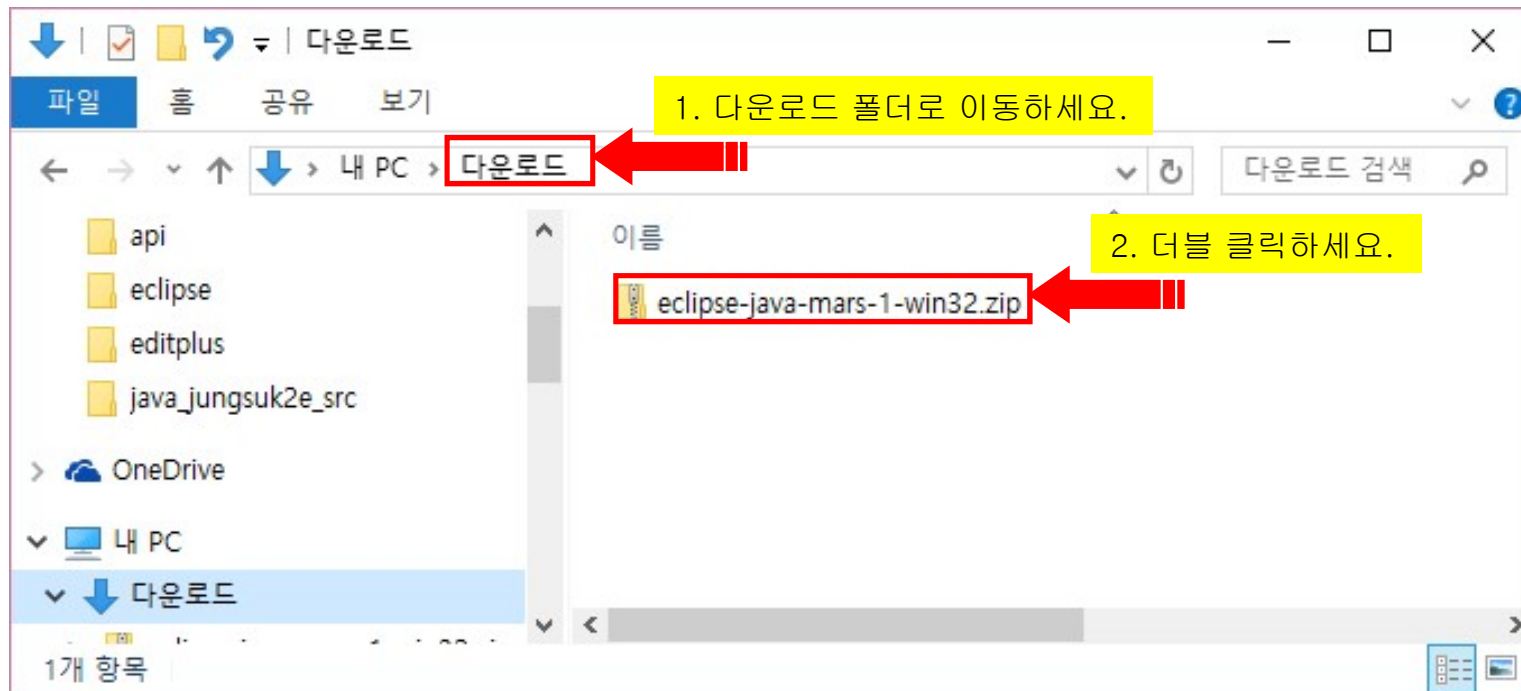 다운로드
파일 홈 공유 보기
1. 다운로드 폴더로 이동하세요.
내 PC > 다운로드
다운로드 검색
api
eclipse
editplus
java_jungsuk2e_src
OneDrive
내 PC
다운로드
이름
2. 더블 클릭하세요.
eclipse-java-mars-1-win32.zip
1개 항목